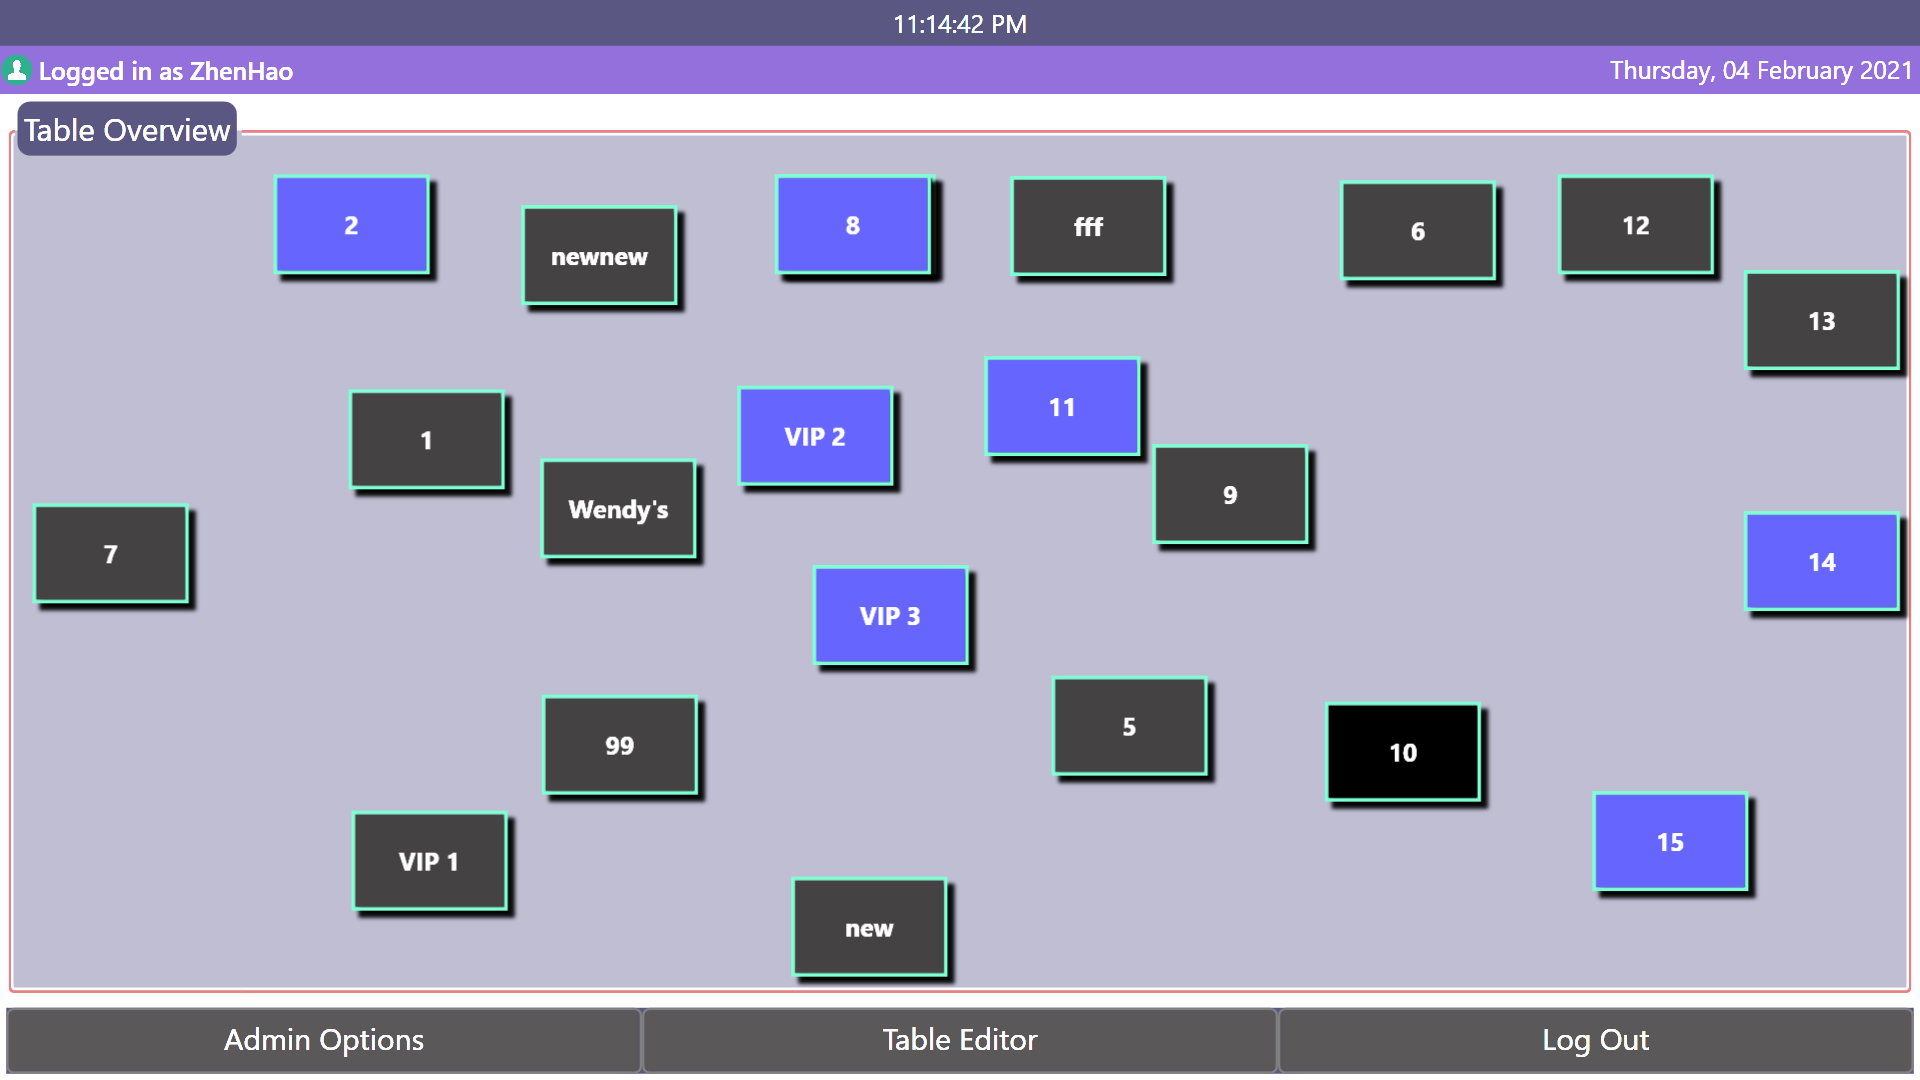 11:14:42 PM
Logged in as ZhenHao
Thursday, 04 February 2021
Table Overview
2
newnew
8
fff
6
12
13
1
Wendy's
VIP 2
11
9
7
14
VIP 3
99
5
10
15
VIP 1
new
Admin Options
Table Editor
Log Out